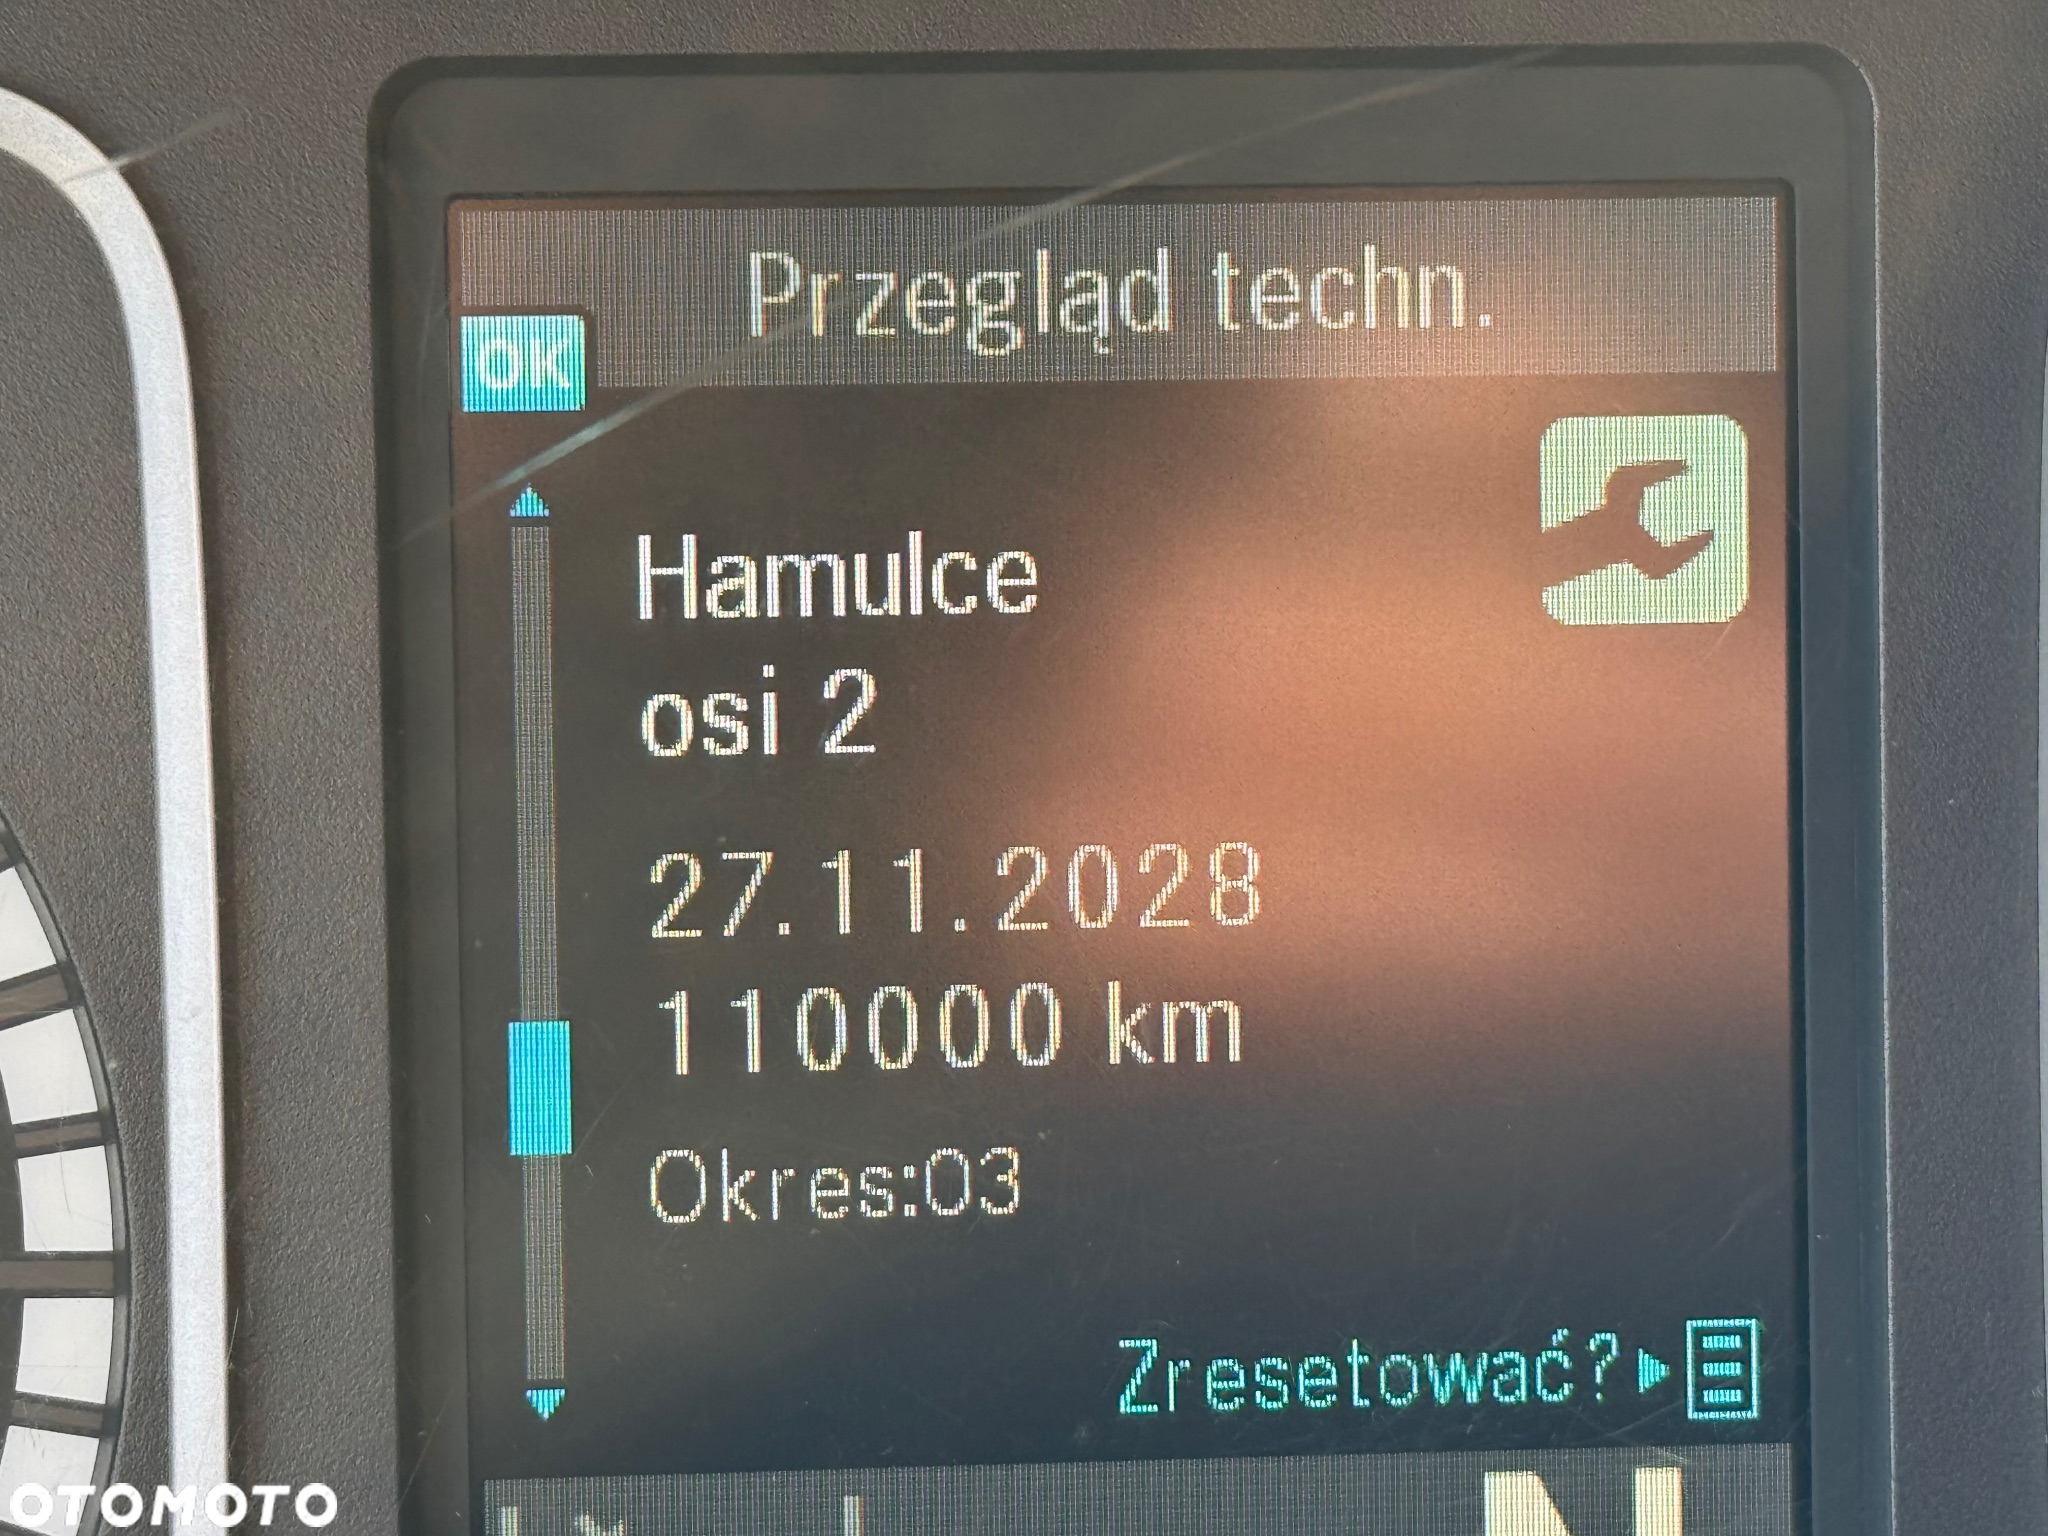 Przegląd techn.
OK
Hamulce
osi 2
27.11.2028
110000 km
Okres:03
Zresetować?
N
OTOMOTO